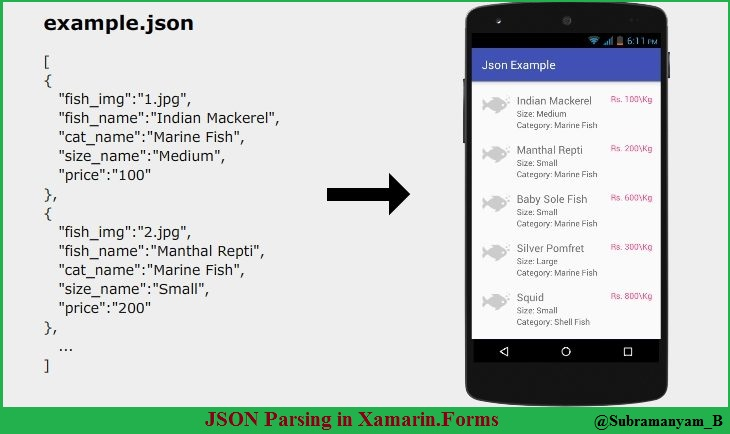 example.json
[
{
"fish_img":"1.jpg",
"fish_name":"Indian Mackerel",
"cat_name":"Marine Fish",
"size_name":"Medium",
"price":"100"
},
{
"fish_img":"2.jpg",
"fish_name":"Manthal Repti",
"cat_name":"Marine Fish",
"size_name":"Small",
"price":"200"
},
...
]
6:11 PM
Json Example
Indian Mackerel Rs. 100\Kg
Size: Medium
Category: Marine Fish
Manthal Repti Rs. 200\Kg
Size: Small
Category: Marine Fish
Baby Sole Fish Rs. 600\Kg
Size: Small
Category: Marine Fish
Silver Pomfret Rs. 300\Kg
Size: Large
Category: Marine Fish
Squid Rs. 800\Kg
Size: Small
Category: Shell Fish
JSON Parsing in Xamarin.Forms @Subramanyam_B